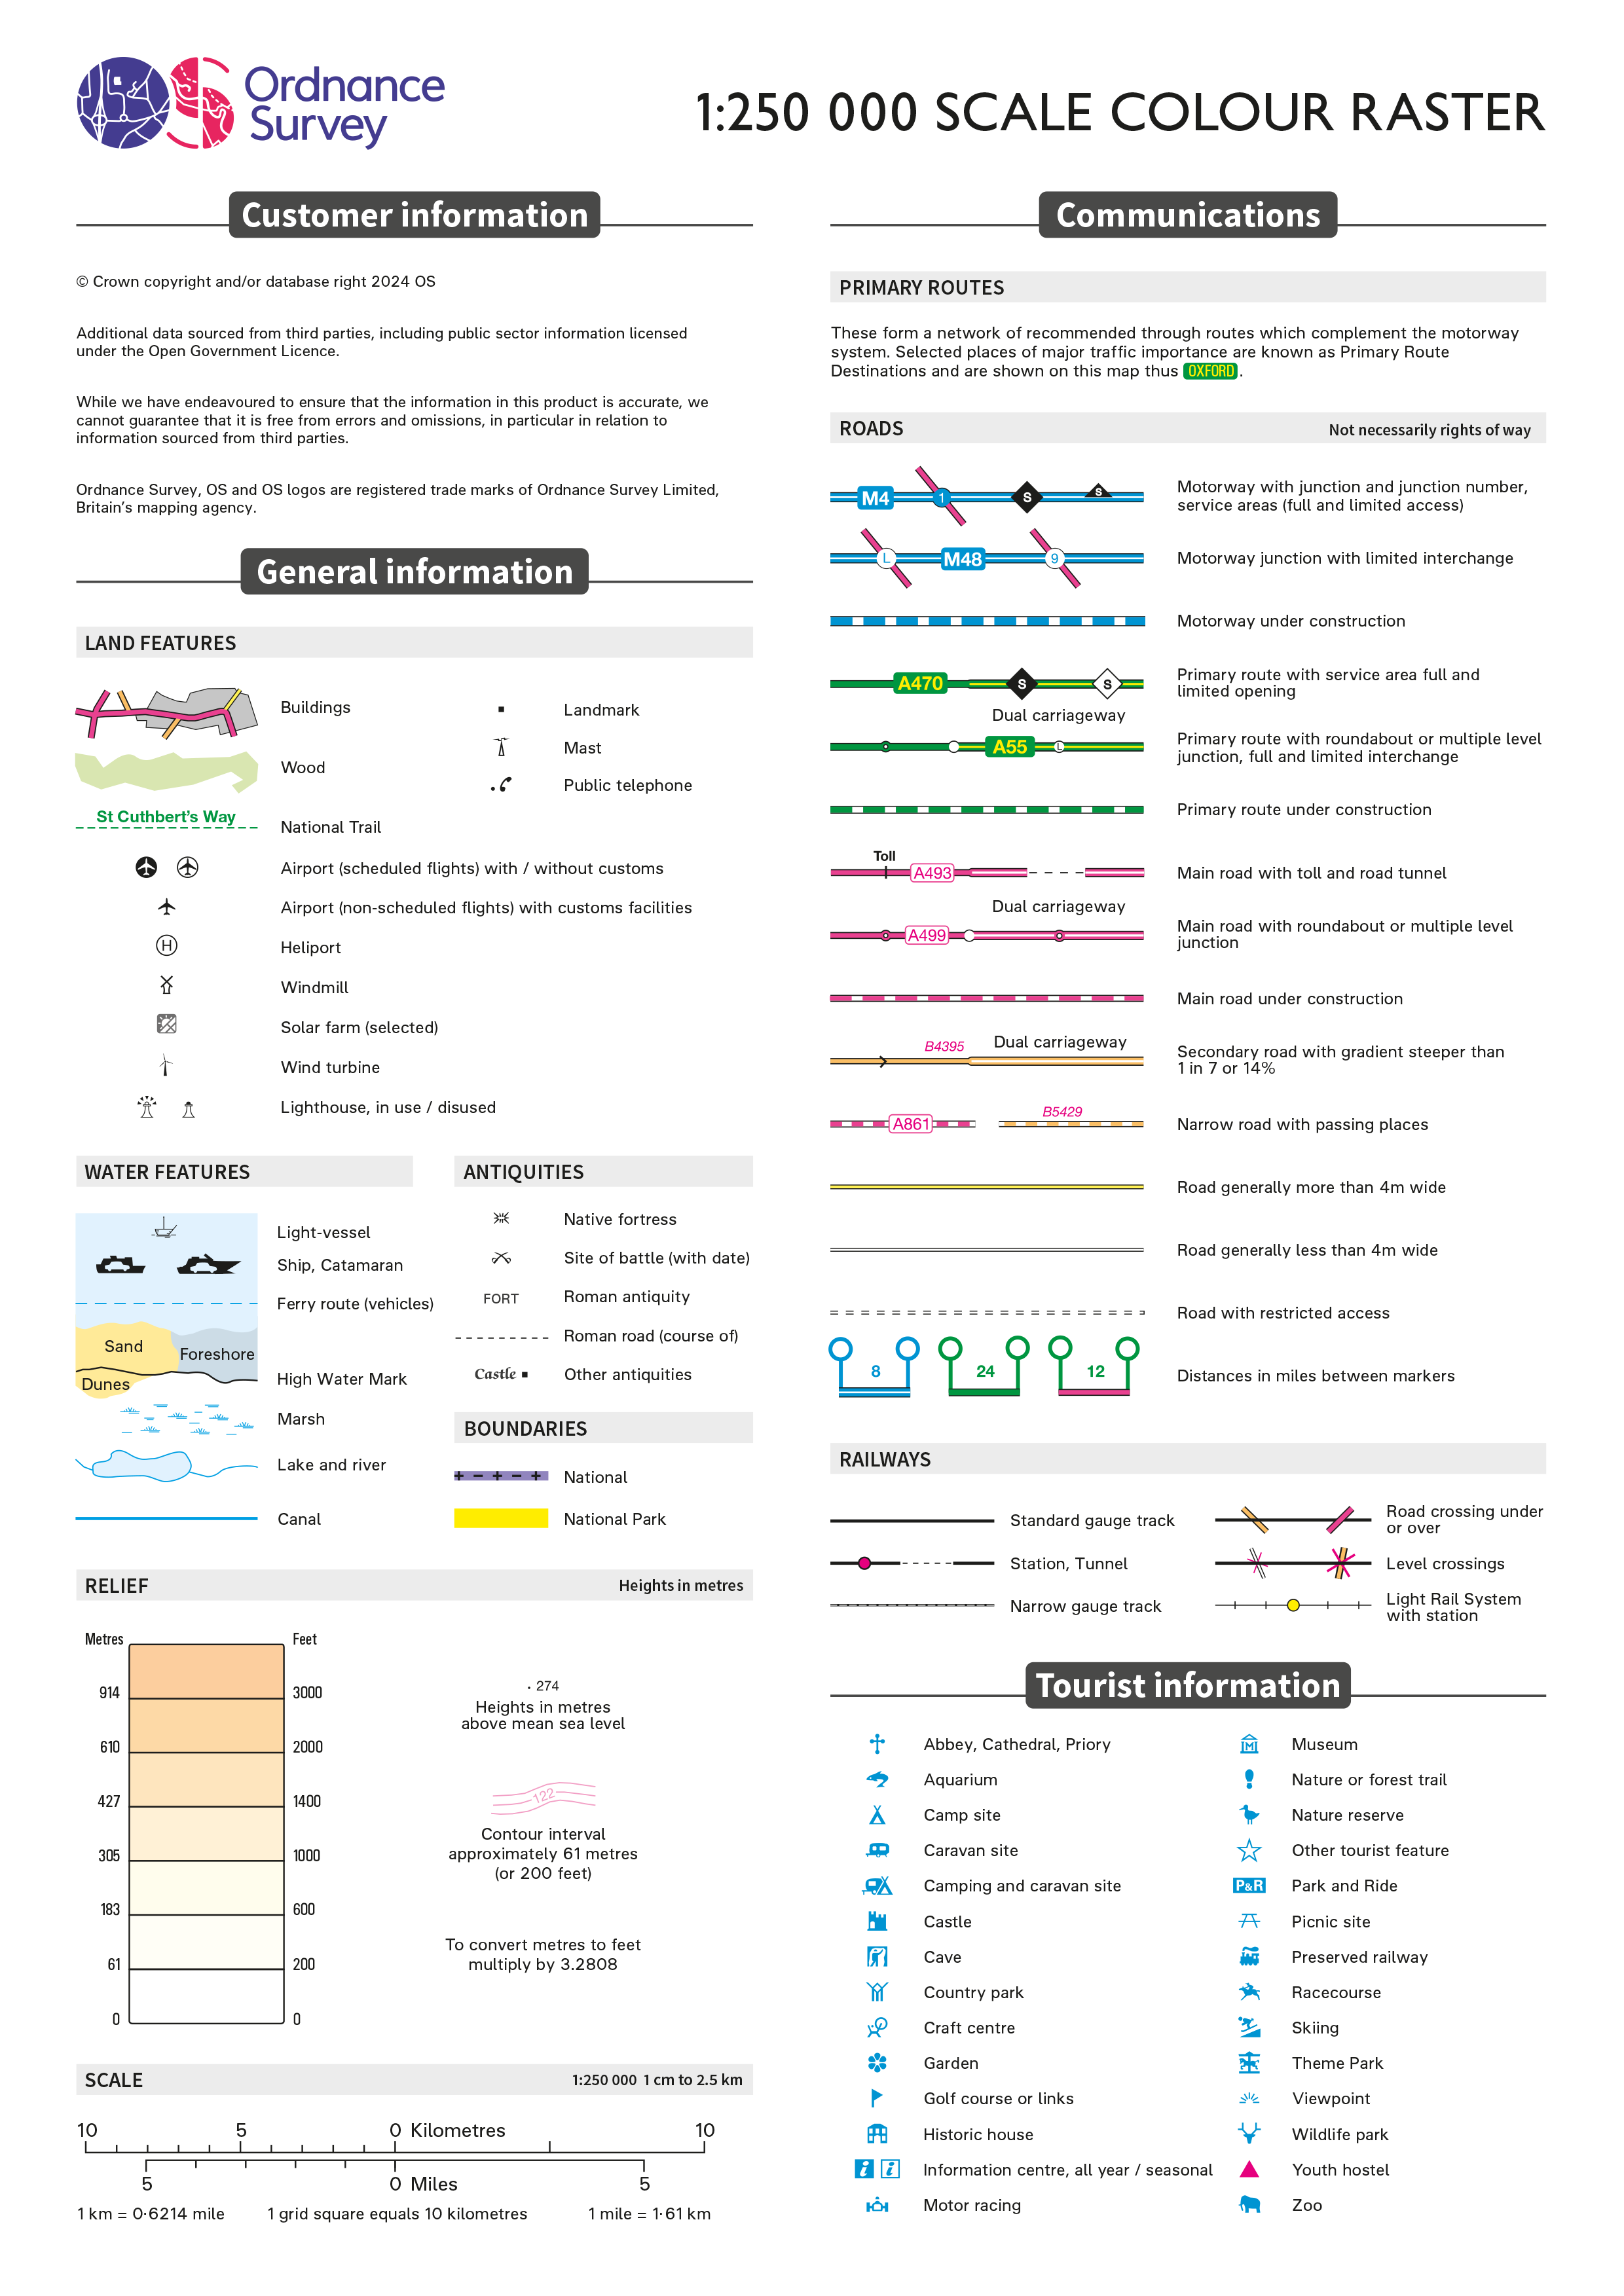 Ordnance
Survey
1:250 000 SCALE COLOUR RASTER
Customer information
© Crown copyright and/or database right 2024 OS
Additional data sourced from third parties, including public sector information licensed
under the Open Government Licence.
While we have endeavoured to ensure that the information in this product is accurate, we
cannot guarantee that it is free from errors and omissions, in particular in relation to
information sourced from third parties.
Ordnance Survey, OS and OS logos are registered trade marks of Ordnance Survey Limited,
Britain's mapping agency.
General information
LAND FEATURES
Buildings
Wood
St Cuthbert's Way
National Trail
Landmark
Mast
Public telephone
Airport (scheduled flights) with / without customs
Airport (non-scheduled flights) with customs facilities
H
Heliport
Windmill
Solar farm (selected)
Wind turbine
Lighthouse, in use / disused
WATER FEATURES
Light-vessel
Ship, Catamaran
Ferry route (vehicles)
Sand
Foreshore
Dunes
High Water Mark
Marsh
Lake and river
Canal
ANTIQUITIES
Native fortress
Site of battle (with date)
FORT
Roman antiquity
Roman road (course of)
Castle
Other antiquities
BOUNDARIES
National
National Park
RELIEF
Heights in metres
Metres
Feet
914
3000
610
2000
427
1400
305
1000
183
600
61
200
0
0
· 274
Heights in metres
above mean sea level
122
Contour interval
approximately 61 metres
(or 200 feet)
To convert metres to feet
multiply by 3.2808
SCALE
1:250 000 1 cm to 2.5 km
10
5
0 Kilometres
10
5
0 Miles
5
1 km = 0·6214 mile
1 grid square equals 10 kilometres
1 mile = 1·61 km
Communications
PRIMARY ROUTES
These form a network of recommended through routes which complement the motorway
system. Selected places of major traffic importance are known as Primary Route
Destinations and are shown on this map thus OXFORD.
ROADS
Not necessarily rights of way
M4
1
S
S
Motorway with junction and junction number,
service areas (full and limited access)
L
M48
9
Motorway junction with limited interchange
Motorway under construction
A470
S
S
Primary route with service area full and
limited opening
Dual carriageway
A55
L
Primary route with roundabout or multiple level
junction, full and limited interchange
Primary route under construction
Toll
A493
Main road with toll and road tunnel
Dual carriageway
A499
Main road with roundabout or multiple level
junction
Main road under construction
B4395
Dual carriageway
Secondary road with gradient steeper than
1 in 7 or 14%
A861
B5429
Narrow road with passing places
Road generally more than 4m wide
Road generally less than 4m wide
Road with restricted access
8
24
12
Distances in miles between markers
RAILWAYS
Standard gauge track
Station, Tunnel
Narrow gauge track
Road crossing under
or over
Level crossings
Light Rail System
with station
Tourist information
Abbey, Cathedral, Priory
Aquarium
Camp site
Caravan site
Camping and caravan site
Castle
Cave
Country park
Craft centre
Garden
Golf course or links
Historic house
i
i
Information centre, all year / seasonal
Motor racing
M
Museum
Nature or forest trail
Nature reserve
Other tourist feature
P&R
Park and Ride
Picnic site
Preserved railway
Racecourse
Skiing
Theme Park
Viewpoint
Wildlife park
Youth hostel
Zoo